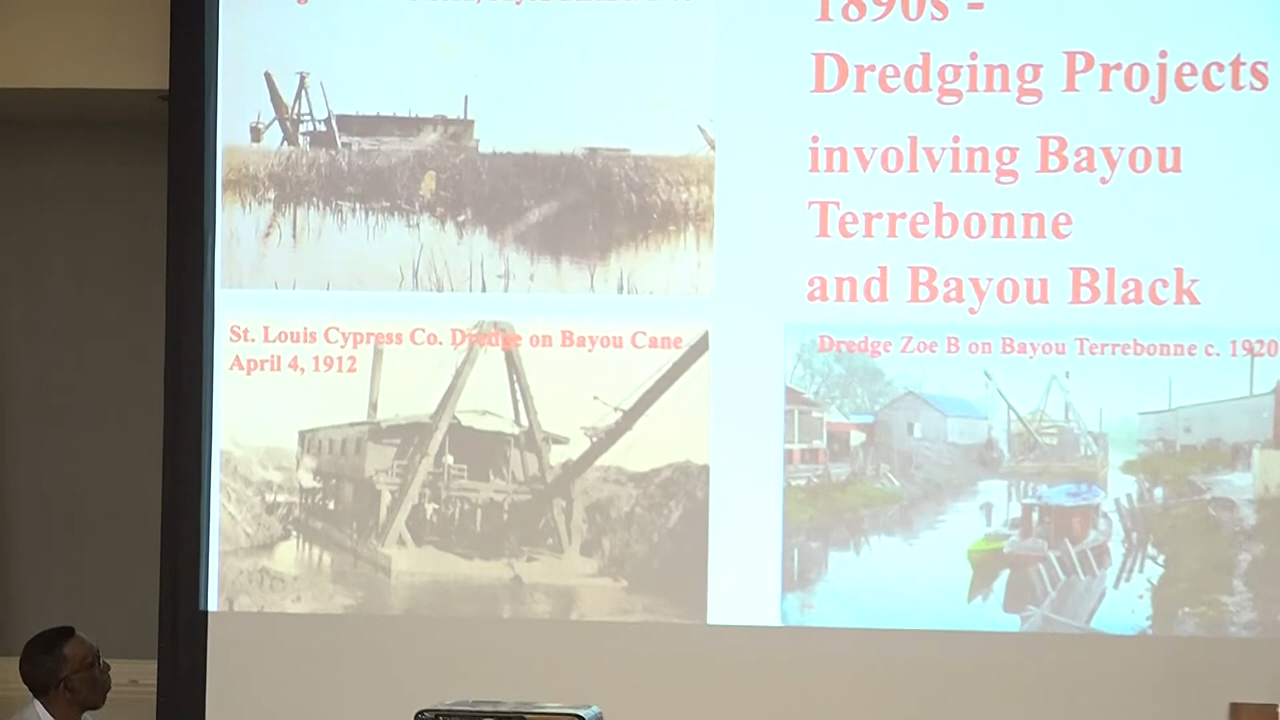 1890s -
Dredging Projects
involving Bayou
Terrebonne
and Bayou Black
St. Louis Cypress Co. Dredge on Bayou Cane
April 4, 1912
Dredge Zoe B on Bayou Terrebonne c. 1920